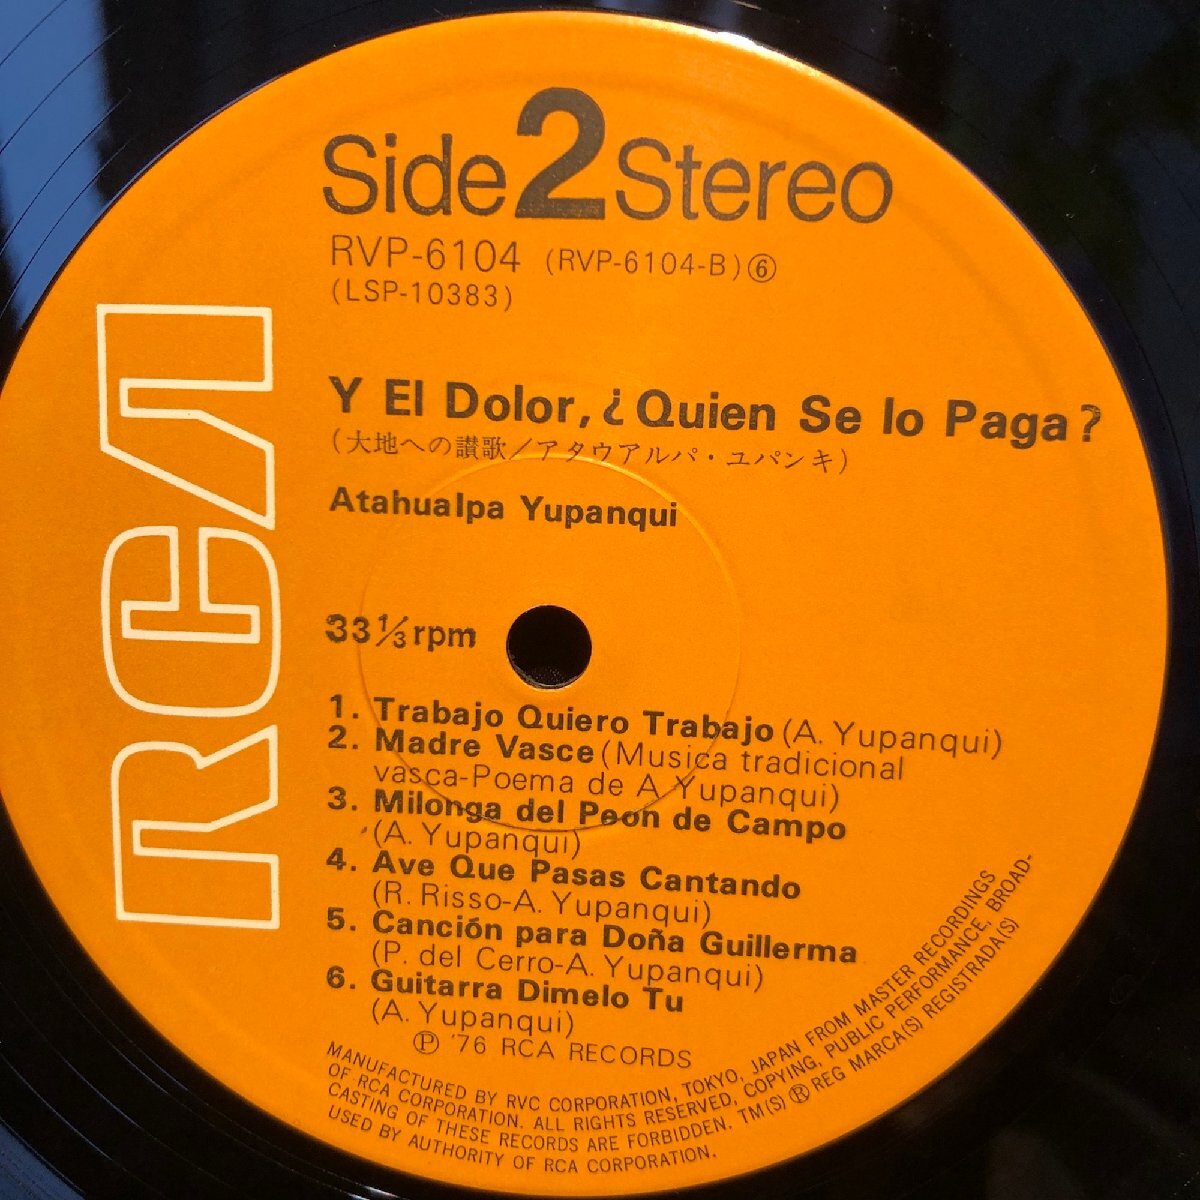 Side 2 Stereo
RVP-6104 (RVP-6104-B) ⑥
(LSP-10383)
RCA
Y El Dolor, ¿Quien Se lo Paga?
(大地への讃歌/アタウアルパ・ユパンキ)
Atahualpa Yupanqui
33 1/3 rpm
1. Trabajo Quiero Trabajo (A. Yupanqui)
2. Madre Vasce (Musica tradicional
vasca-Poema de A. Yupanqui)
3. Milonga del Peon de Campo
(A. Yupanqui)
4. Ave Que Pasas Cantando
(R. Risso-A. Yupanqui)
5. Canción para Doña Guillerma
(P. del Cerro-A. Yupanqui)
6. Guitarra Dimelo Tu
(A. Yupanqui)
Ⓟ '76 RCA RECORDS
MANUFACTURED BY RVC CORPORATION, TOKYO, JAPAN FROM MASTER RECORDINGS
OF RCA CORPORATION. ALL RIGHTS RESERVED, COPYING, PUBLIC PERFORMANCE, BROAD-
CASTING OF THESE RECORDS ARE FORBIDDEN. TM(S) ® REG MARCA(S) REGISTRADA(S)
USED BY AUTHORITY OF RCA CORPORATION.